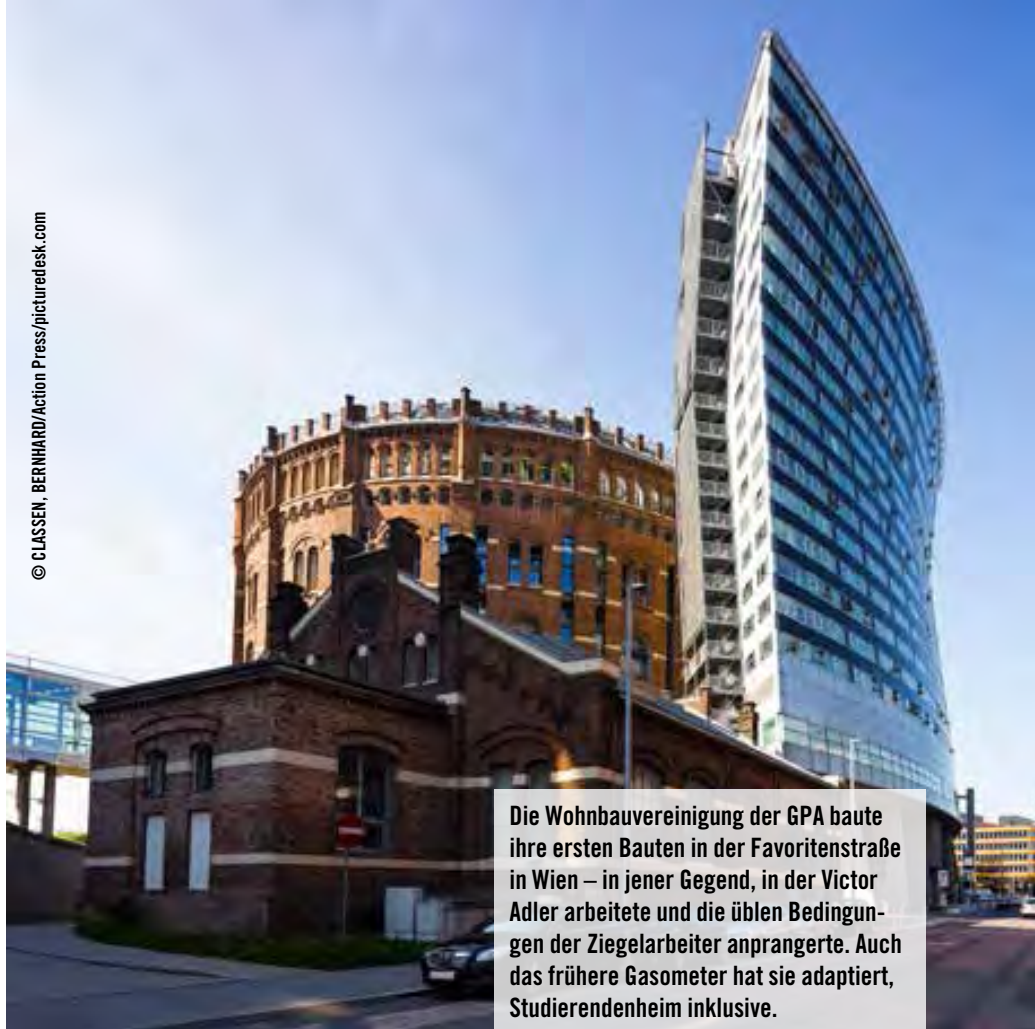 © CLASSEN, BERNHARD/Action Press/picturedesk.com
Die Wohnbauvereinigung der GPA baute
ihre ersten Bauten in der Favoritenstraße
in Wien – in jener Gegend, in der Victor
Adler arbeitete und die üblen Bedingun-
gen der Ziegelarbeiter anprangerte. Auch
das frühere Gasometer hat sie adaptiert,
Studierendenheim inklusive.